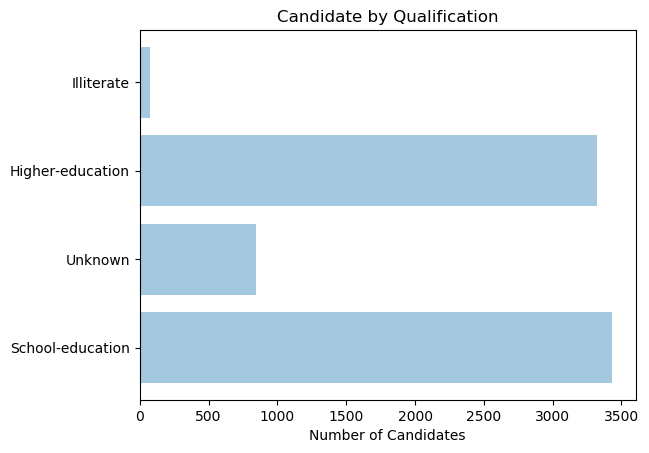 Candidate by Qualification
Illiterate
Higher-education
Unknown
School-education
0 500 1000 1500 2000 2500 3000 3500
Number of Candidates